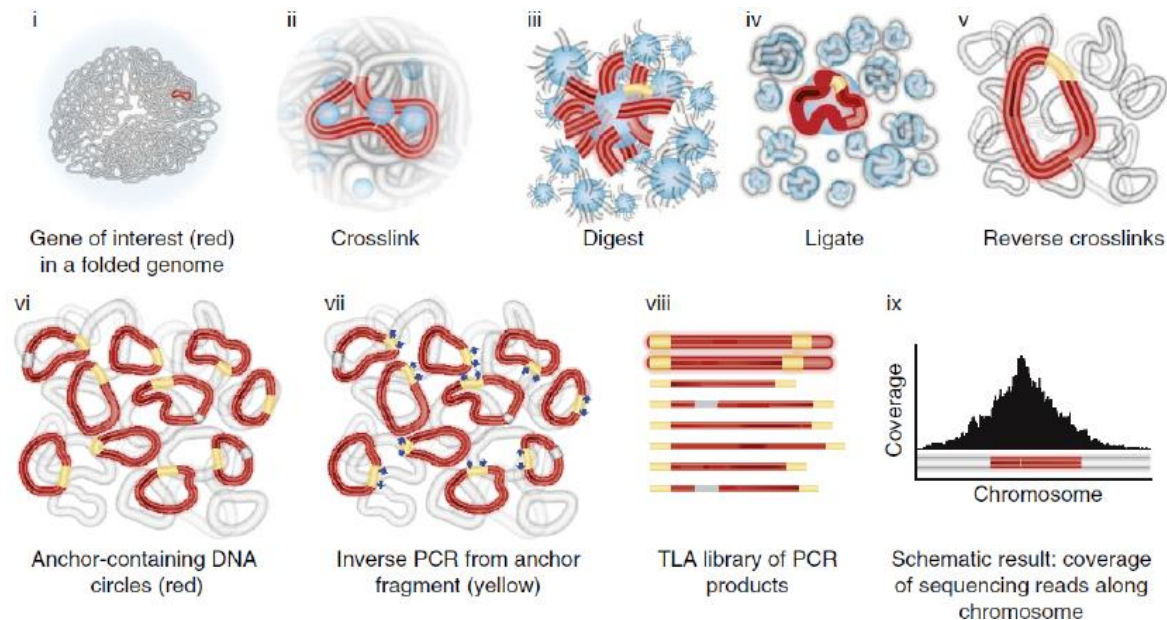 i
ii
iii
iv
v
Gene of interest (red)
in a folded genome
Crosslink
Digest
Ligate
Reverse crosslinks
vi
vii
viii
ix
Coverage
Chromosome
Anchor-containing DNA
circles (red)
Inverse PCR from anchor
fragment (yellow)
TLA library of PCR
products
Schematic result: coverage
of sequencing reads along
chromosome